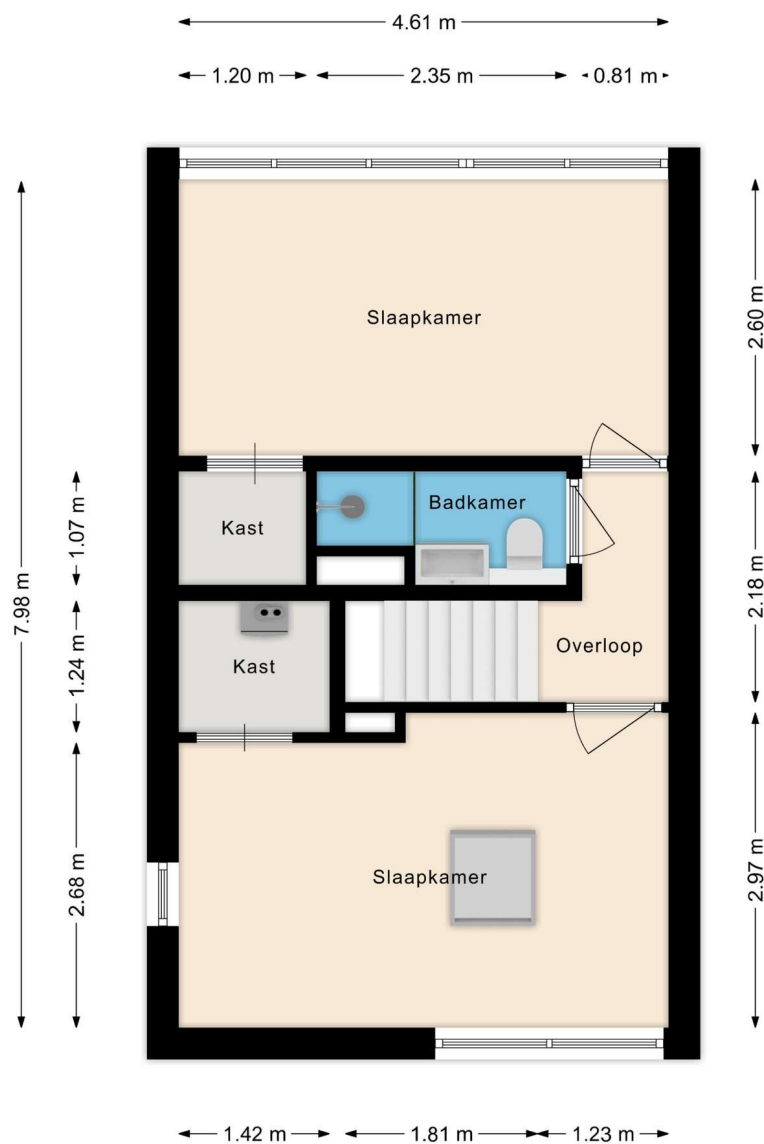 4.61 m
1.20 m 2.35 m 0.81 m
Slaapkamer
2.60 m
Badkamer
Kast
1.07 m
7.98 m
2.18 m
Overloop
Kast
1.24 m
Slaapkamer
2.68 m
2.97 m
1.42 m 1.81 m 1.23 m